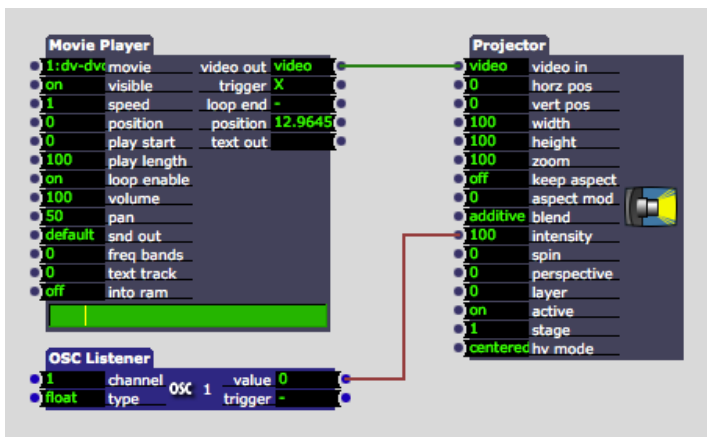 Movie Player
1:dv-dvc movie video out video
on visible trigger X
1 speed loop end -
0 position position 12.9645
0 play start text out
100 play length
on loop enable
100 volume
50 pan
default snd out
0 freq bands
0 text track
off into ram
Projector
video video in
0 horz pos
0 vert pos
100 width
100 height
100 zoom
off keep aspect
0 aspect mod
additive blend
100 intensity
0 spin
0 perspective
0 layer
on active
1 stage
centered hv mode
OSC Listener
1 channel OSC 1 value 0
float type trigger -